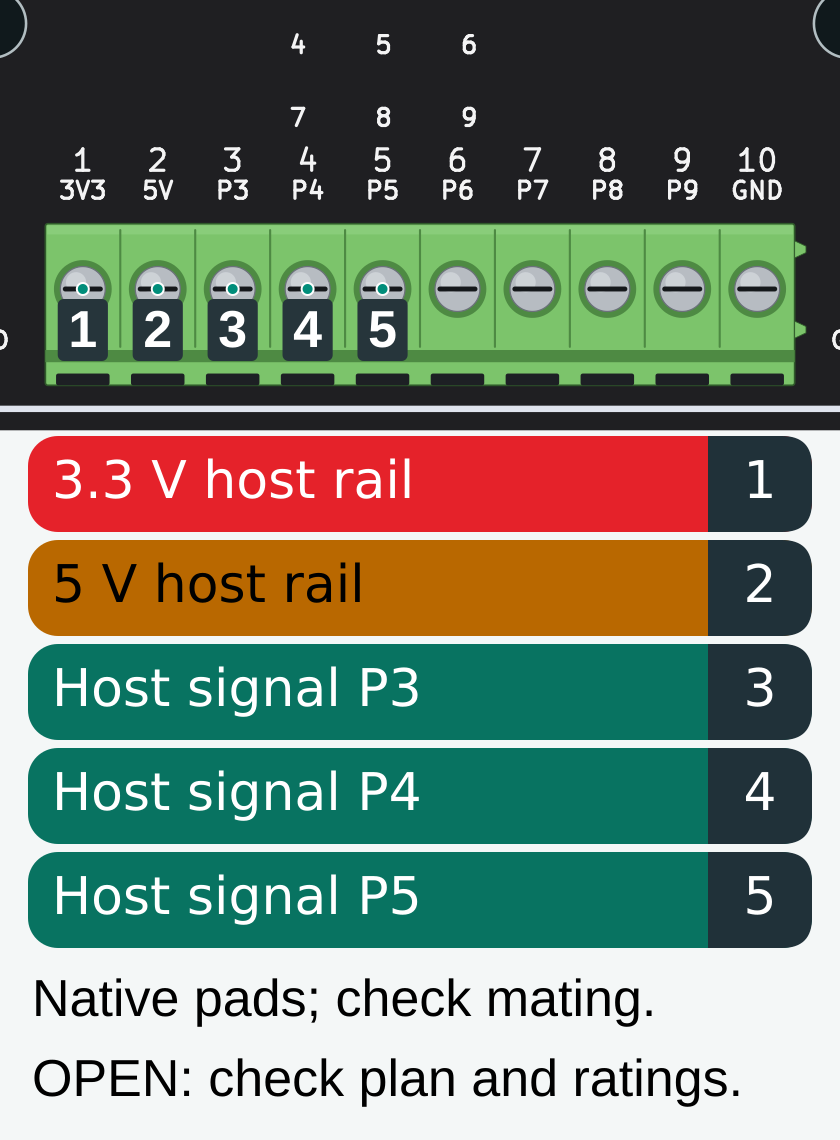 4 5 6
7 8 9
1 2 3 4 5 6 7 8 9 10
3V3 5V P3 P4 P5 P6 P7 P8 P9 GND
1 2 3 4 5
3.3 V host rail 1
5 V host rail 2
Host signal P3 3
Host signal P4 4
Host signal P5 5
Native pads; check mating.
OPEN: check plan and ratings.